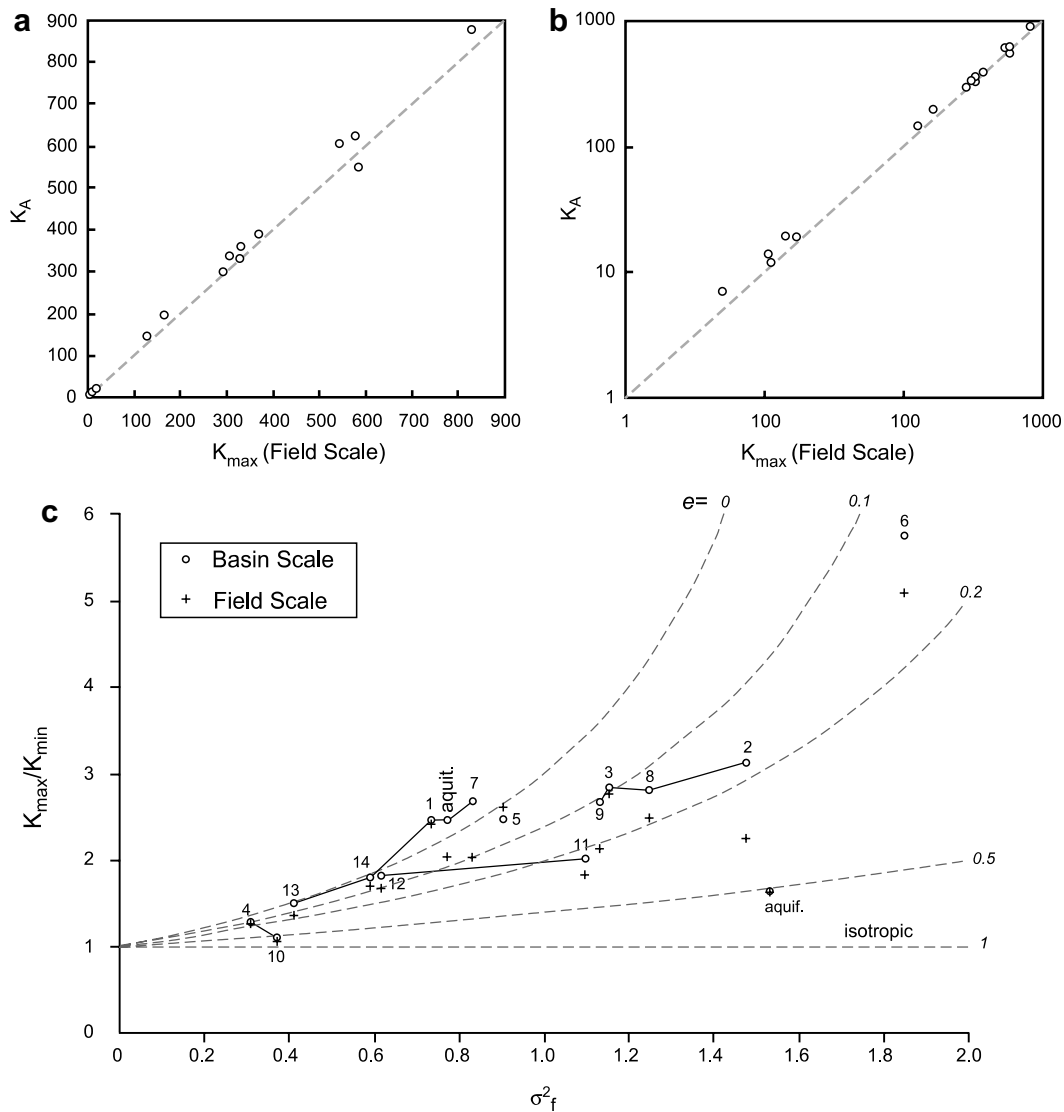 a
900
800
700
600
500
400
300
200
100
0
K_A
0 100 200 300 400 500 600 700 800 900
K_max (Field Scale)
b
1000
100
10
1
K_A
1 100 100 1000
K_max (Field Scale)
c
6
5
4
3
2
1
0
K_max/K_min
Basin Scale
Field Scale
e= 0
0.1
6
0.2
2
3
8
7
aquit.
1
9
5
11
14
12
0.5
13
aquif.
4
isotropic
10
1
0 0.2 0.4 0.6 0.8 1.0 1.2 1.4 1.6 1.8 2.0
σ²_f